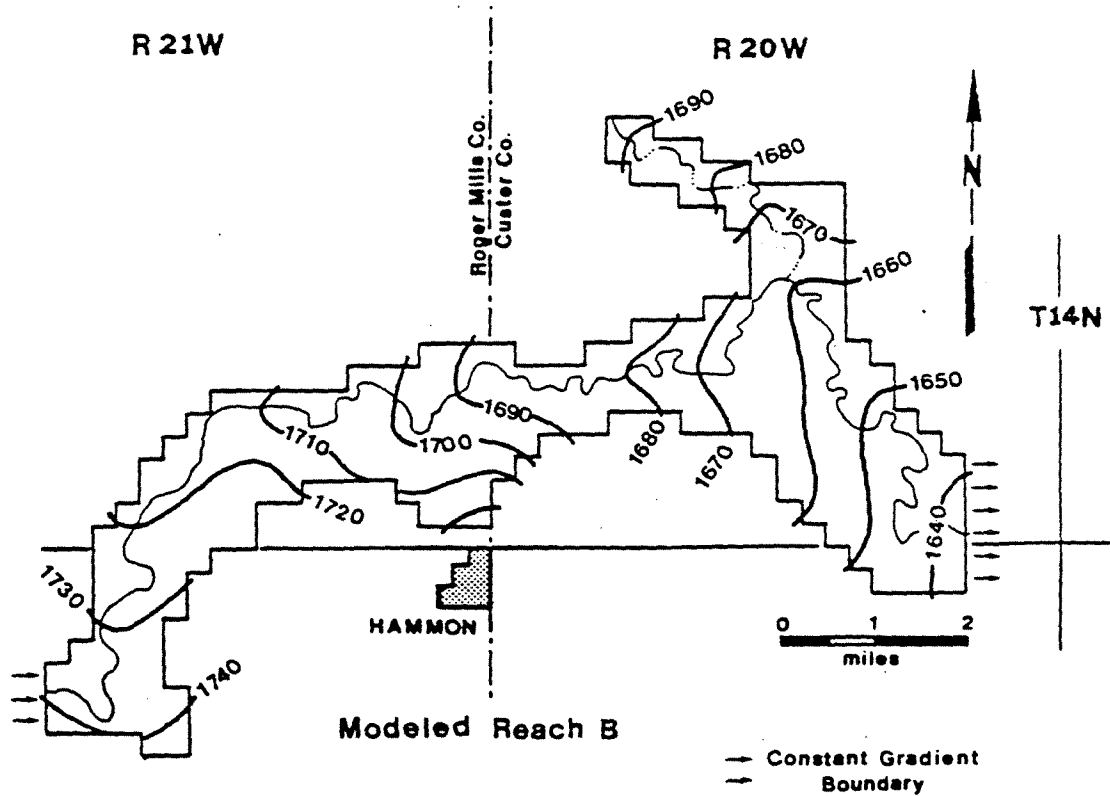 R 21W
R 20W
Roger Mills Co.
Custer Co.
N
T14N
1690
1680
1670
1660
1650
1640
1690
1700
1710
1720
1730
1740
1680
1670
HAMMON
0 1 2
miles
Modeled Reach B
Constant Gradient
Boundary